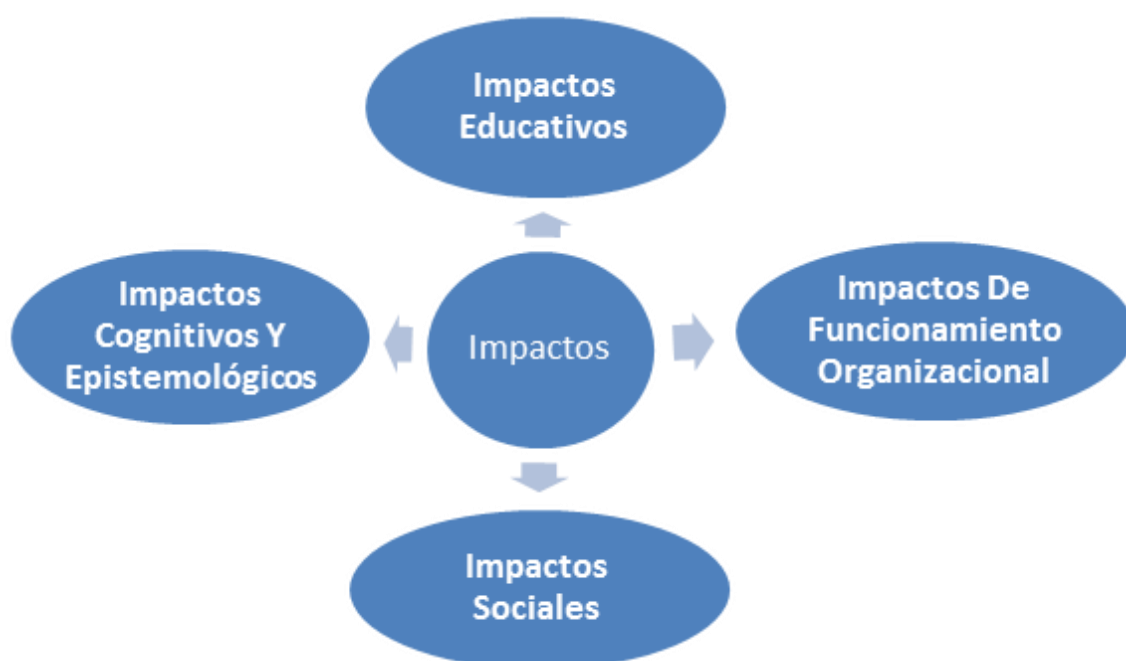 Impactos
Educativos
Impactos
Cognitivos Y
Epistemológicos
Impactos
Impactos De
Funcionamiento
Organizacional
Impactos
Sociales